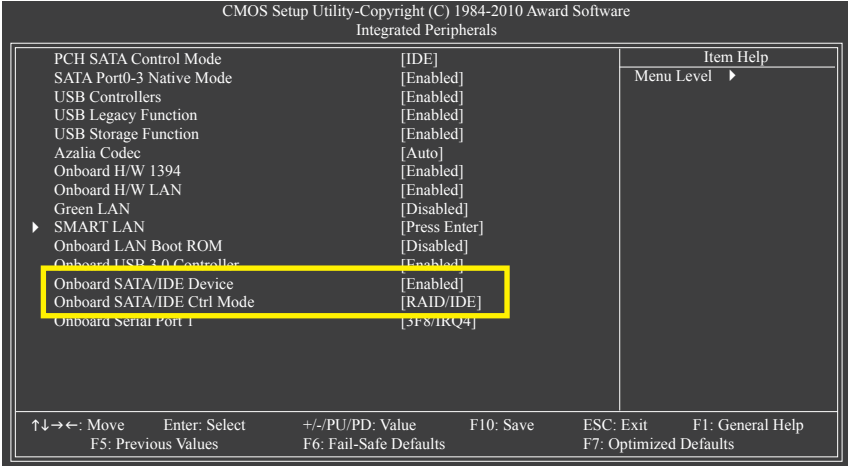 CMOS Setup Utility-Copyright (C) 1984-2010 Award Software
Integrated Peripherals
PCH SATA Control Mode [IDE]
SATA Port0-3 Native Mode [Enabled]
USB Controllers [Enabled]
USB Legacy Function [Enabled]
USB Storage Function [Enabled]
Azalia Codec [Auto]
Onboard H/W 1394 [Enabled]
Onboard H/W LAN [Enabled]
Green LAN [Disabled]
SMART LAN [Press Enter]
Onboard LAN Boot ROM [Disabled]
Onboard USB 3.0 Controller [Enabled]
Onboard SATA/IDE Device [Enabled]
Onboard SATA/IDE Ctrl Mode [RAID/IDE]
Onboard Serial Port 1 [3F8/IRQ4]
Item Help
Menu Level
↑↓→←: Move Enter: Select +/-/PU/PD: Value F10: Save ESC: Exit F1: General Help
F5: Previous Values F6: Fail-Safe Defaults F7: Optimized Defaults